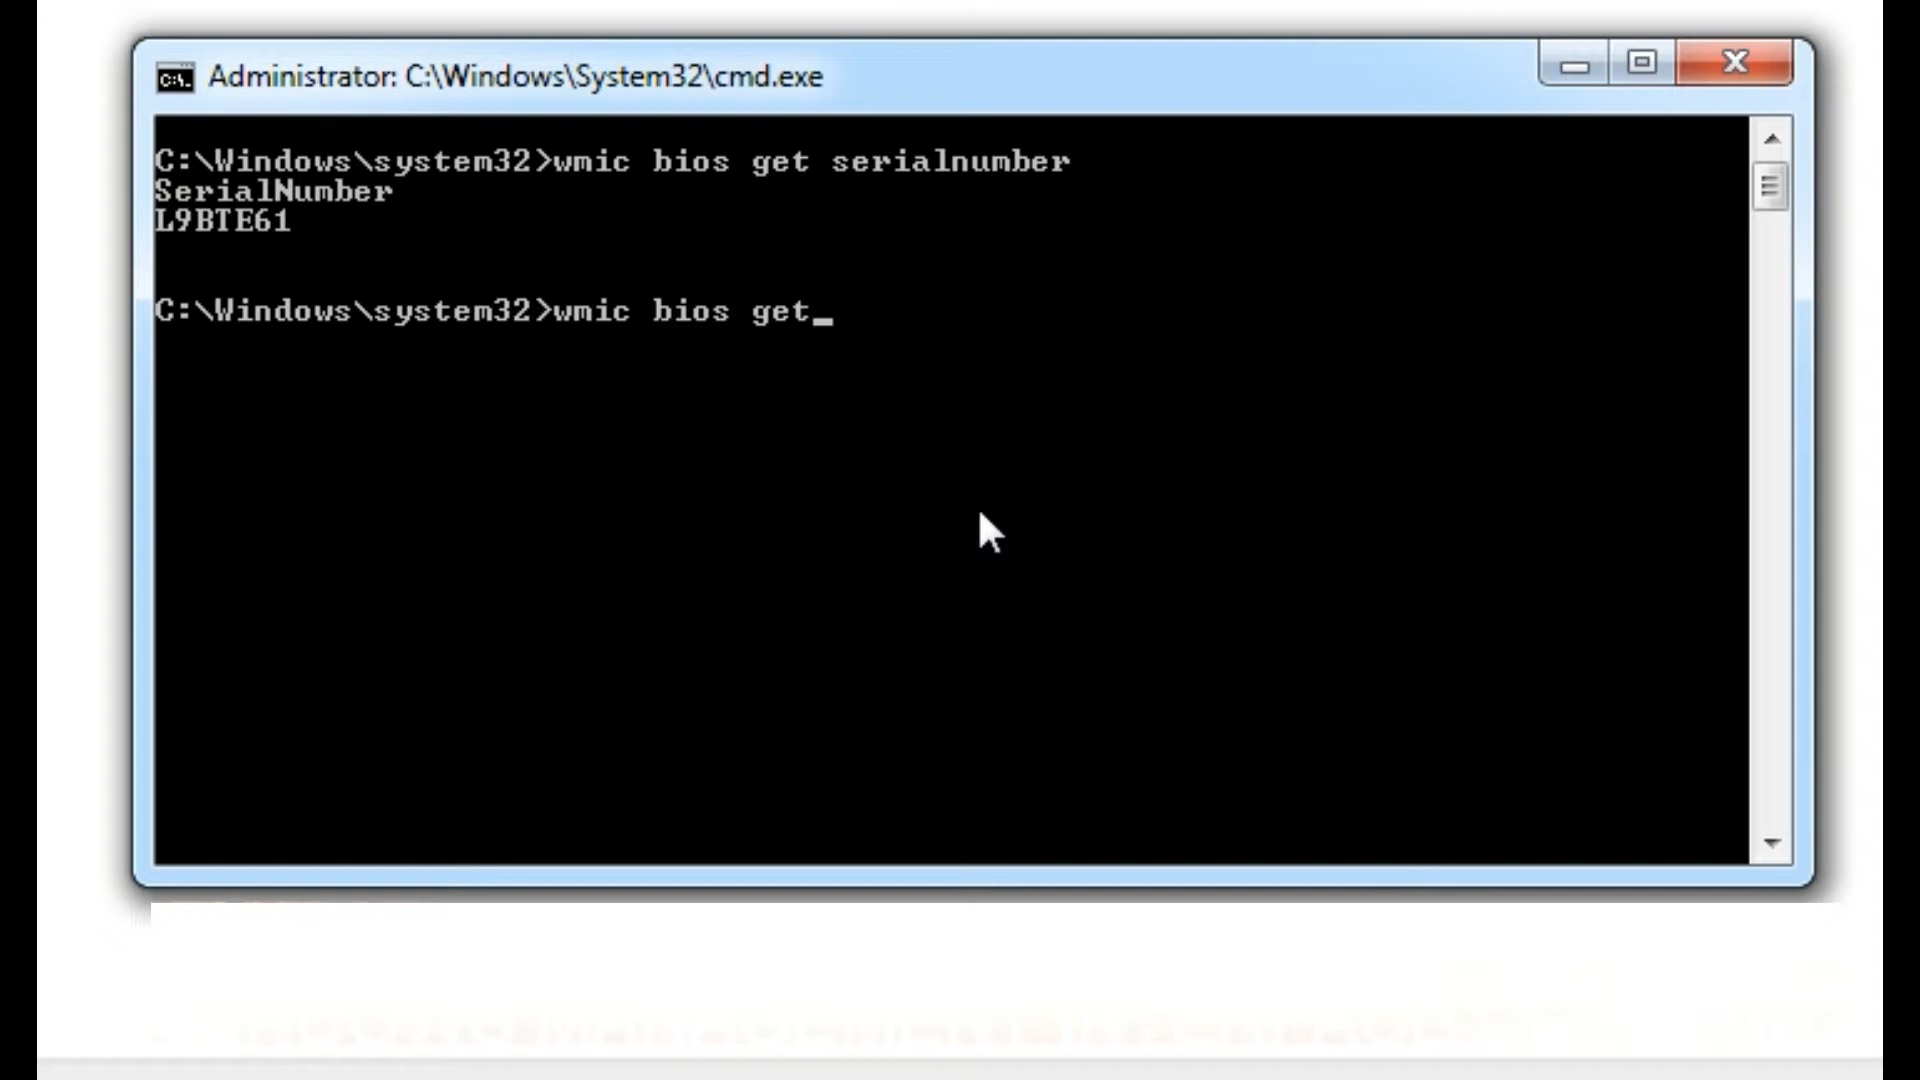 Administrator: C:\Windows\System32\cmd.exe
C:\Windows\system32>wmic bios get serialnumber
SerialNumber
L9BTE61
C:\Windows\system32>wmic bios get_